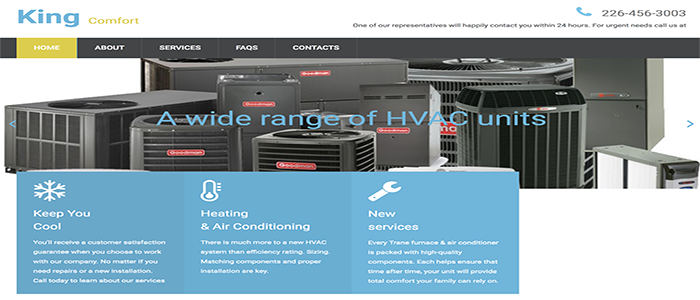 King Comfort
226-456-3003
One of our representatives will happily contact you within 24 hours. For urgent needs call us at
HOME ABOUT SERVICES FAQS CONTACTS
A wide range of HVAC units
Goodman
Goodman
Goodman
Goodman
Keep You
Cool
You'll receive a customer satisfaction
guarantee when you choose to work
with our company. No matter if you
need repairs or a new installation.
Call today to learn about our services
Heating
& Air Conditioning
There is much more to a new HVAC
system than efficiency rating. Sizing.
Matching components and proper
installation are key.
New
services
Every Trane furnace & air conditioner
is packed with high-quality
components. Each helps ensure that
time after time, your unit will provide
total comfort your family can rely on.